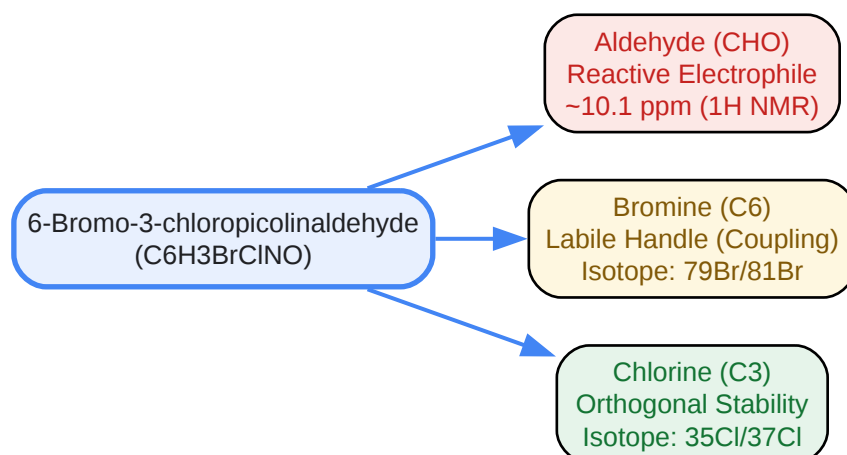 Aldehyde (CHO)
Reactive Electrophile
~10.1 ppm (1H NMR)
6-Bromo-3-chloropicolinaldehyde
(C6H3BrClNO)
Bromine (C6)
Labile Handle (Coupling)
Isotope: 79Br/81Br
Chlorine (C3)
Orthogonal Stability
Isotope: 35Cl/37Cl